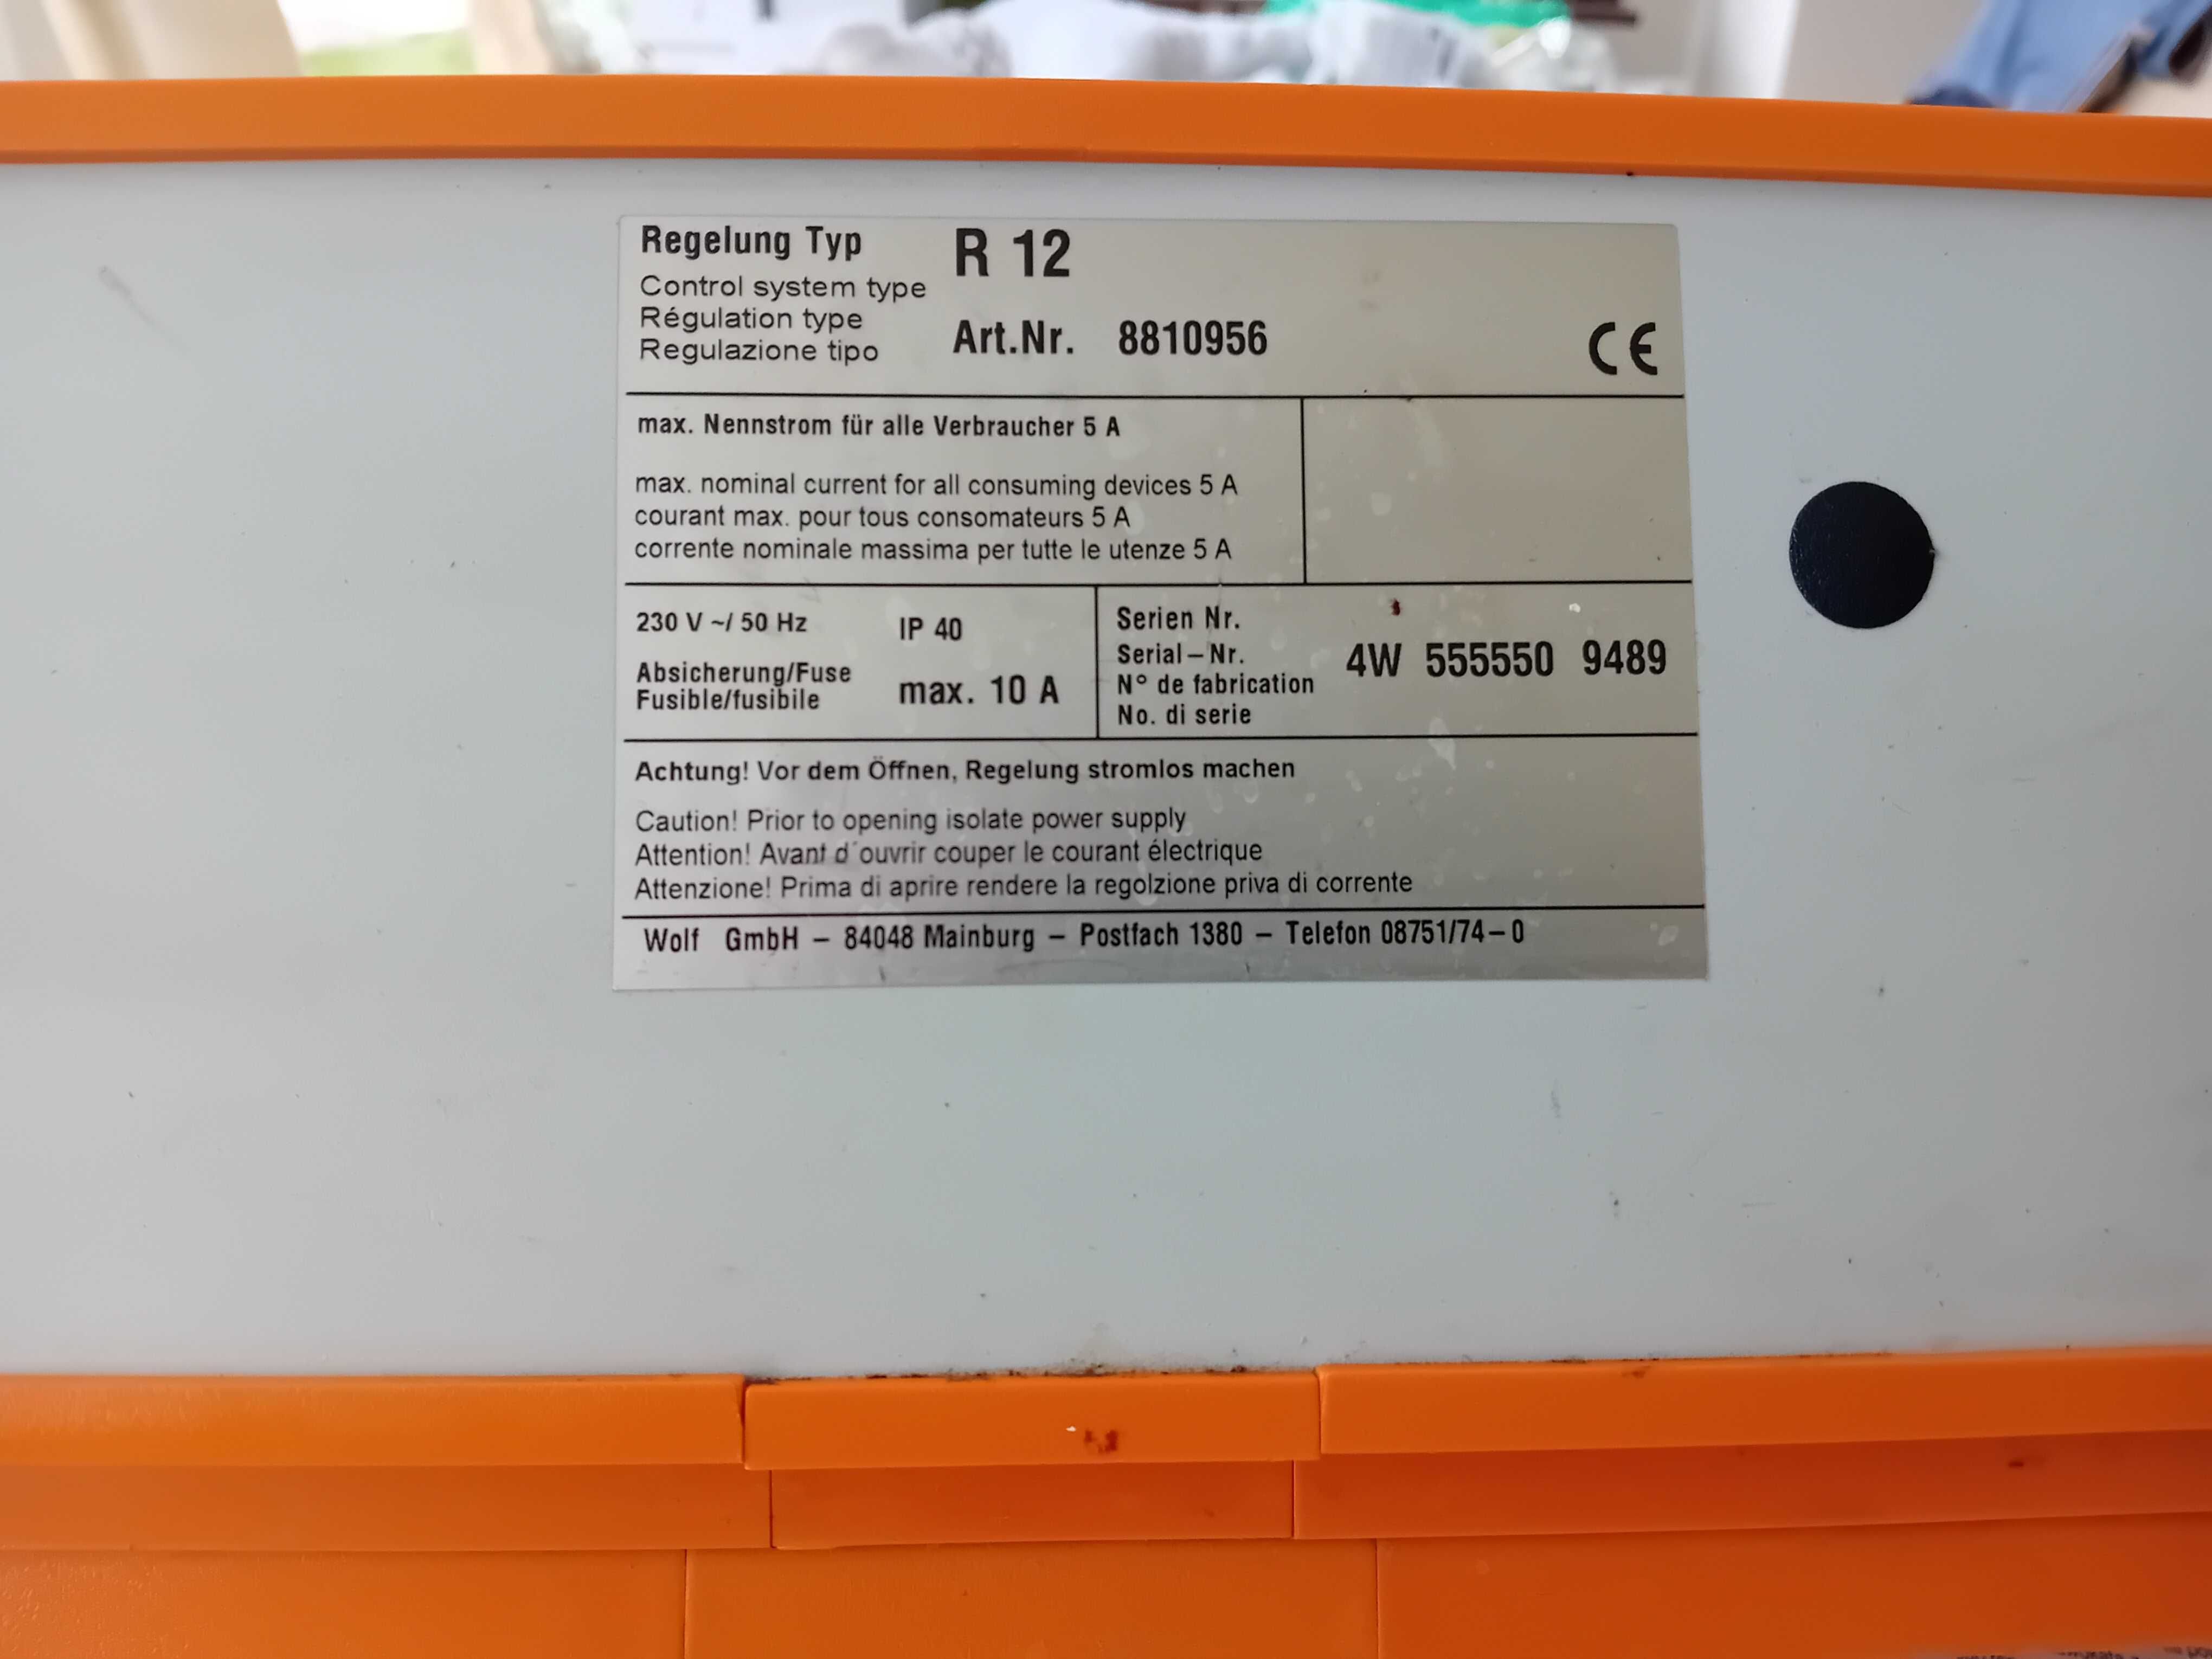 Regelung Typ R 12
Control system type
Régulation type
Regulazione tipo
Art.Nr. 8810956
CE
max. Nennstrom für alle Verbraucher 5 A
max. nominal current for all consuming devices 5 A
courant max. pour tous consomateurs 5 A
corrente nominale massima per tutte le utenze 5 A
230 V ~/ 50 Hz IP 40
Absicherung/Fuse
Fusible/fusibile
max. 10 A
Serien Nr.
Serial–Nr.
N° de fabrication
No. di serie
4W 555550 9489
Achtung! Vor dem Öffnen, Regelung stromlos machen
Caution! Prior to opening isolate power supply
Attention! Avant d´ouvrir couper le courant électrique
Attenzione! Prima di aprire rendere la regolzione priva di corrente
Wolf GmbH – 84048 Mainburg – Postfach 1380 – Telefon 08751/74–0